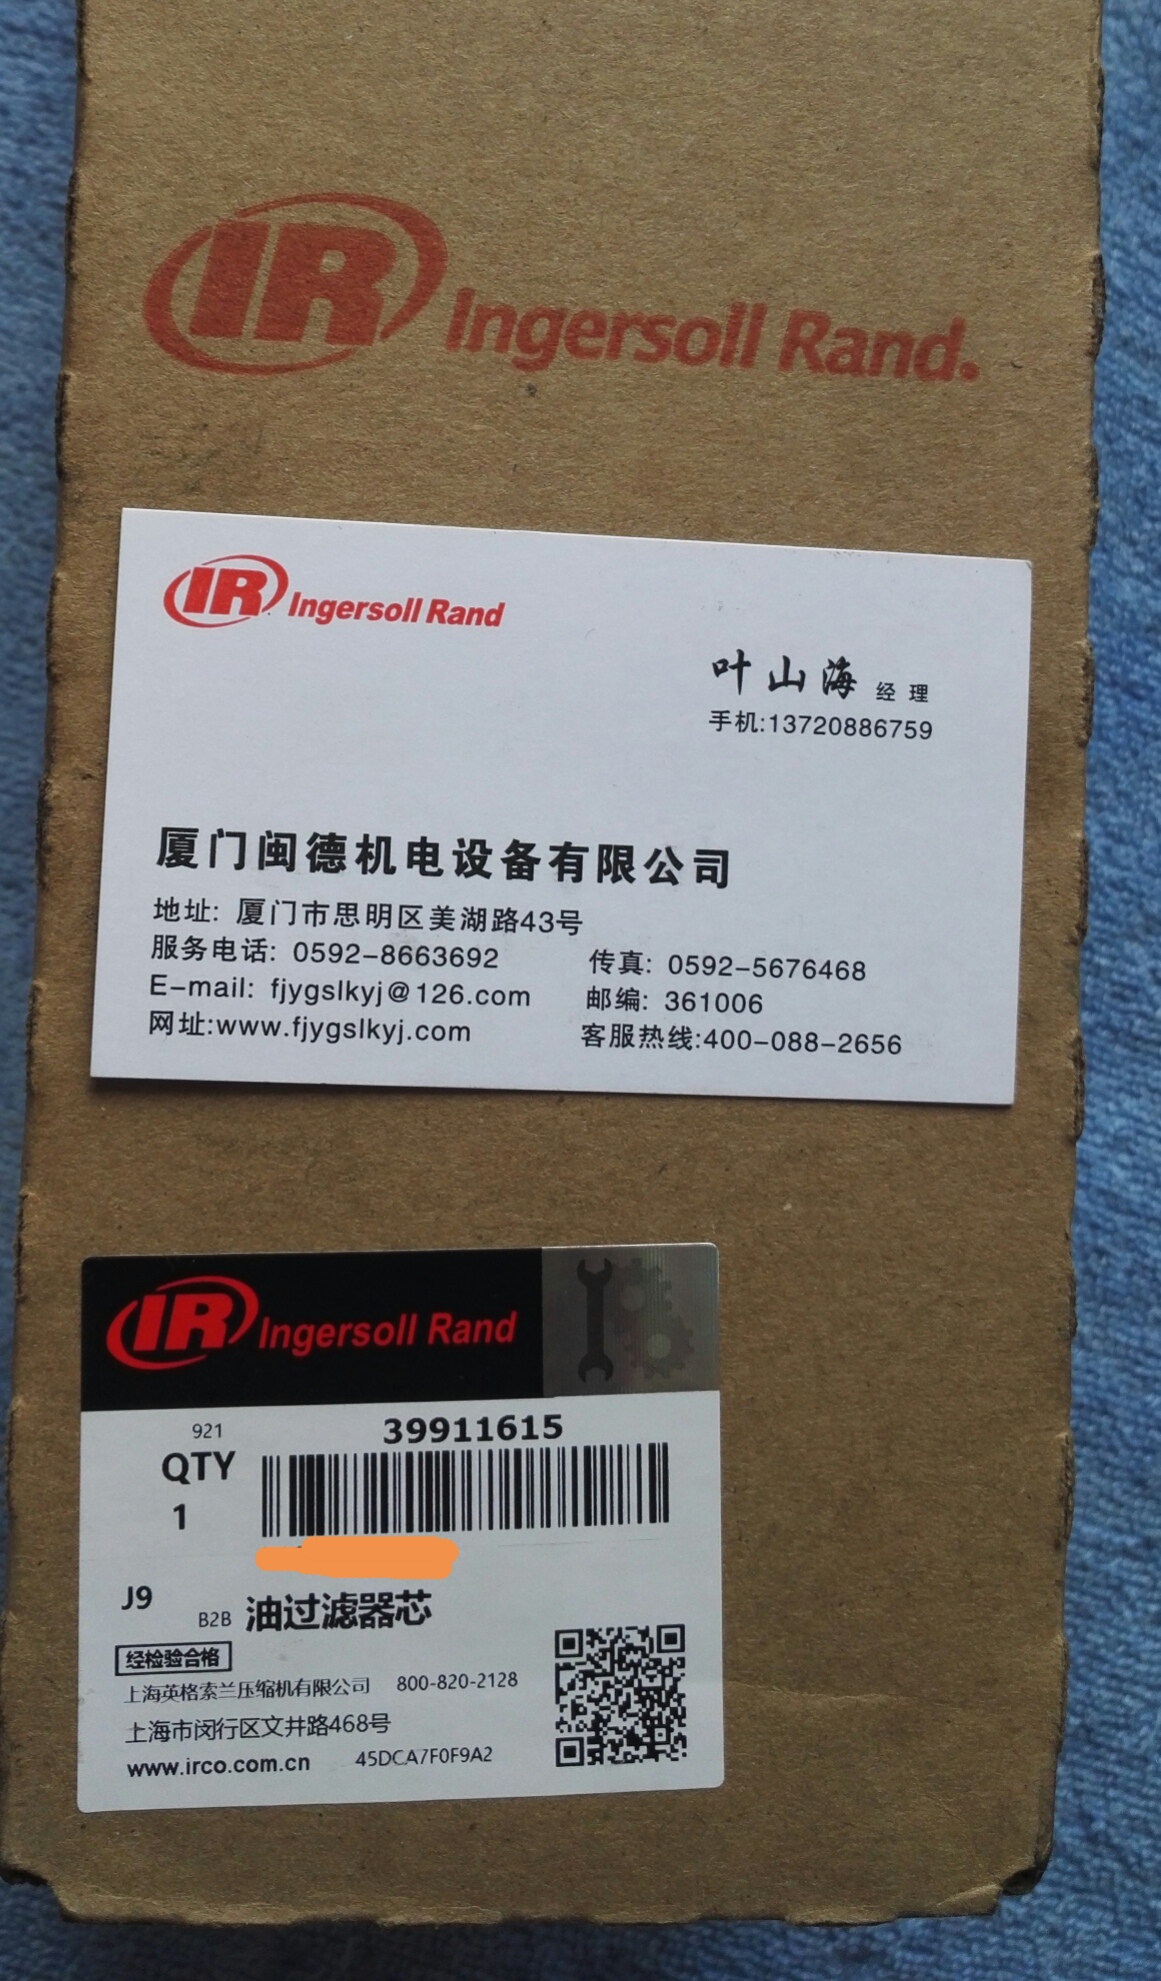 IR Ingersoll Rand.
IR Ingersoll Rand
叶山海 经理
手机:13720886759
厦门闽德机电设备有限公司
地址: 厦门市思明区美湖路43号
服务电话: 0592-8663692 传真: 0592-5676468
E-mail: fjygslkyj@126.com 邮编: 361006
网址:www.fjygslkyj.com 客服热线:400-088-2656
IR Ingersoll Rand
921 39911615
QTY
1
J9 B2B 油过滤器芯
经检验合格
上海英格索兰压缩机有限公司 800-820-2128
上海市闵行区文井路468号
www.irco.com.cn 45DCA7F0F9A2